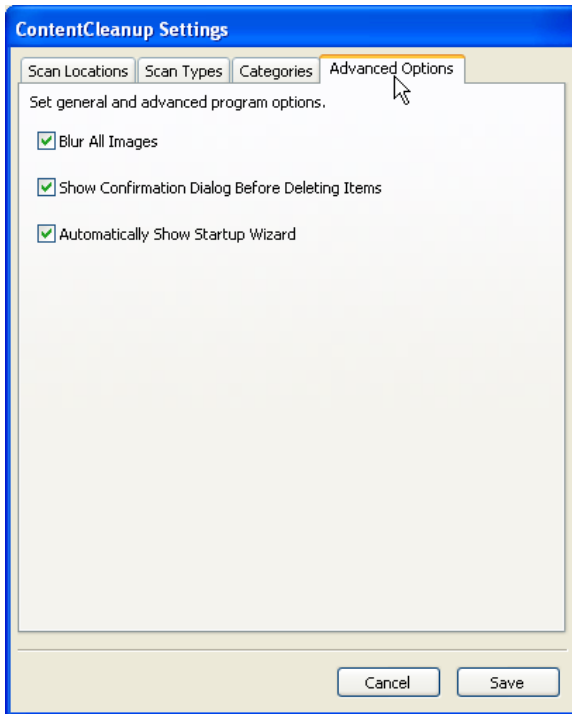 ContentCleanup Settings
Scan Locations Scan Types Categories Advanced Options
Set general and advanced program options.
Blur All Images
Show Confirmation Dialog Before Deleting Items
Automatically Show Startup Wizard
Cancel Save